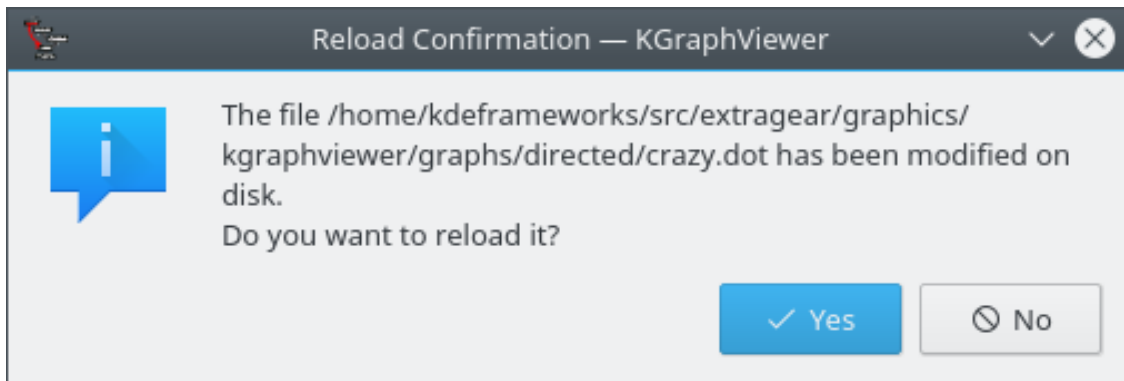 Reload Confirmation — KGraphViewer
The file /home/kdeframeworks/src/extragear/graphics/
kgraphviewer/graphs/directed/crazy.dot has been modified on
disk.
Do you want to reload it?
Yes
No